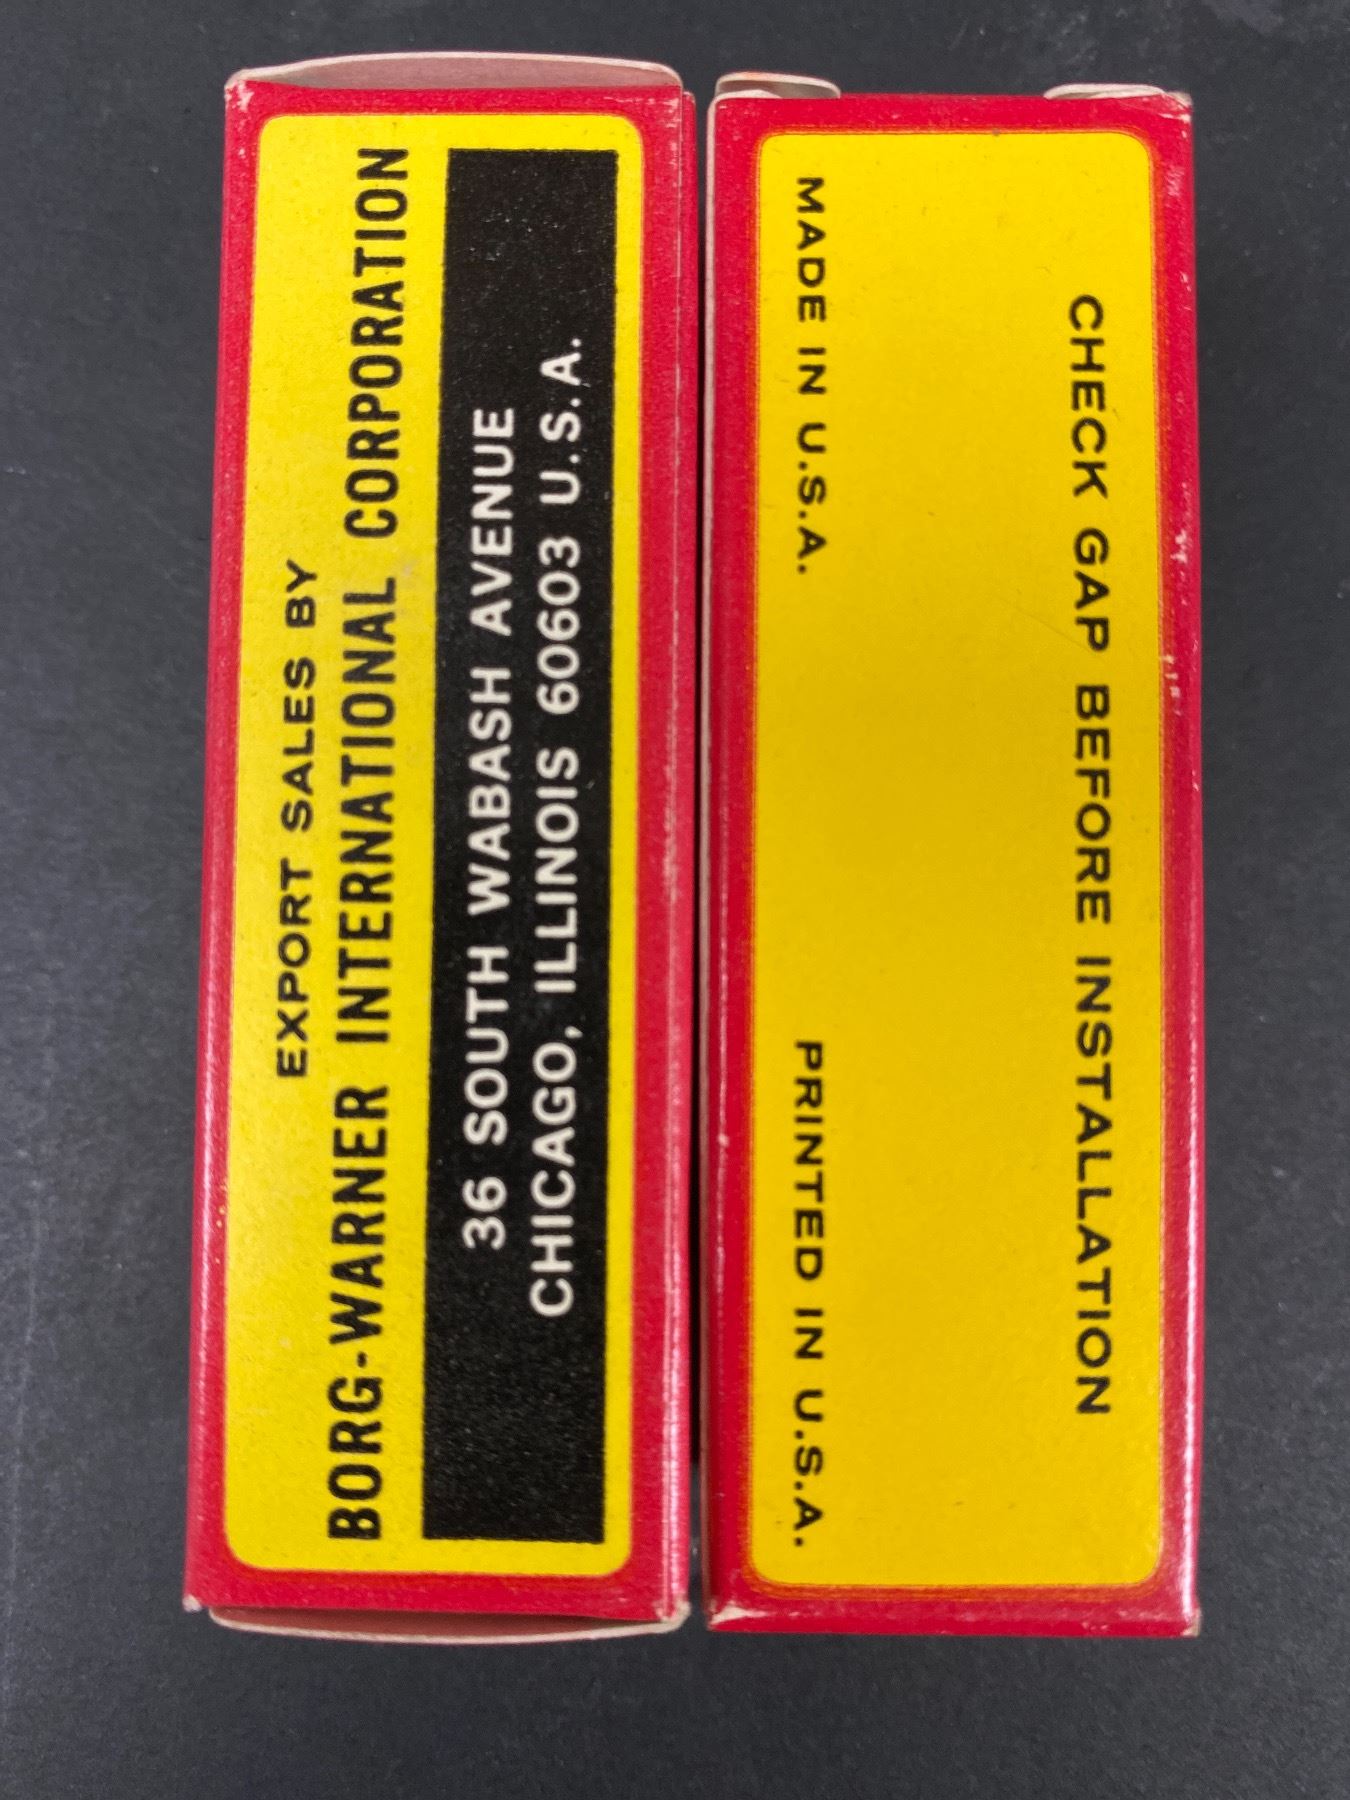 EXPORT SALES BY
BORG-WARNER INTERNATIONAL CORPORATION
36 SOUTH WABASH AVENUE
CHICAGO, ILLINOIS 60603 U.S.A.
CHECK GAP BEFORE INSTALLATION
MADE IN U.S.A. PRINTED IN U.S.A.